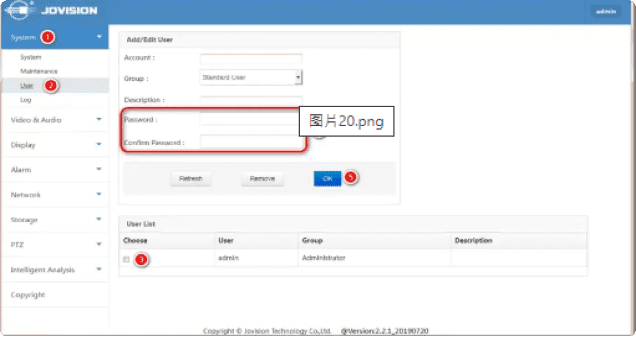 JOVISION
admin
System 1
System
Maintenance
User 2
Log
Video & Audio
Display
Alarm
Network
Storage
PTZ
Intelligent Analysis
Copyright
Add/Edit User
Account :
Group : Standard User
Description :
Password :
Confirm Password :
图片20.png
Refresh Remove OK 5
User List
Choose User Group Description
3 admin Administrator
Copyright © Jovision Technology Co.,Ltd. @Version:2.2.1_20190720